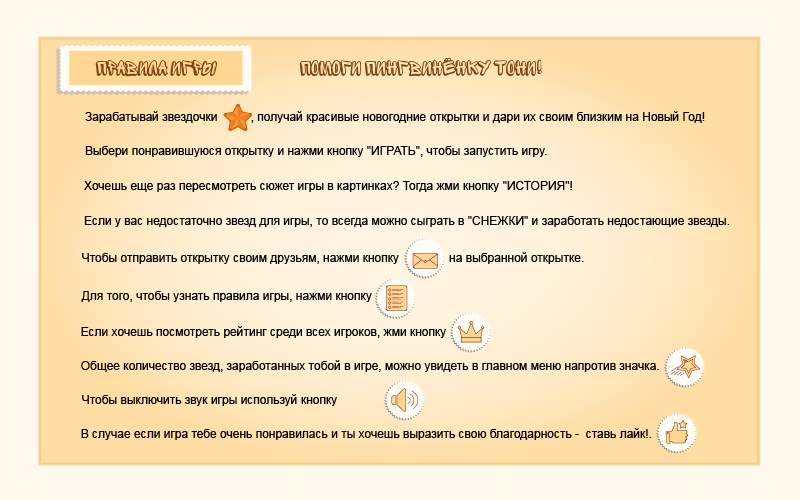 ПРАВИЛА ИГРЫ
ПОМОГИ ПИНГВИНЁНКУ ТОНИ!
Зарабатывай звездочки , получай красивые новогодние открытки и дари их своим близким на Новый Год!
Выбери понравившуюся открытку и нажми кнопку "ИГРАТЬ", чтобы запустить игру.
Хочешь еще раз пересмотреть сюжет игры в картинках? Тогда жми кнопку "ИСТОРИЯ"!
Если у вас недостаточно звезд для игры, то всегда можно сыграть в "СНЕЖКИ" и заработать недостающие звезды.
Чтобы отправить открытку своим друзьям, нажми кнопку на выбранной открытке.
Для того, чтобы узнать правила игры, нажми кнопку
Если хочешь посмотреть рейтинг среди всех игроков, жми кнопку
Общее количество звезд, заработанных тобой в игре, можно увидеть в главном меню напротив значка.
Чтобы выключить звук игры используй кнопку
В случае если игра тебе очень понравилась и ты хочешь выразить свою благодарность - ставь лайк!.